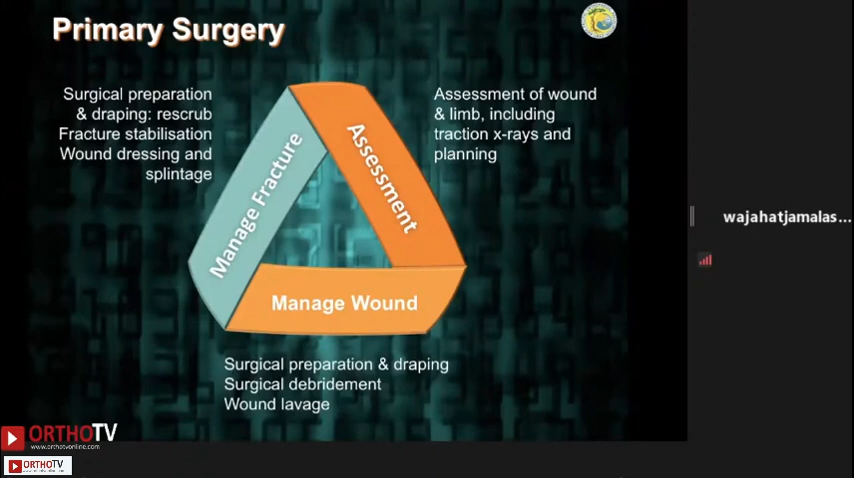 Primary Surgery
Surgical preparation
& draping: rescrub
Fracture stabilisation
Wound dressing and
splintage
Assessment of wound
& limb, including
traction x-rays and
planning
Manage Fracture
Assessment
Manage Wound
Surgical preparation & draping
Surgical debridement
Wound lavage
wajahatjamalas...
ORTHOTV
www.orthotvonline.com
ORTHOTV